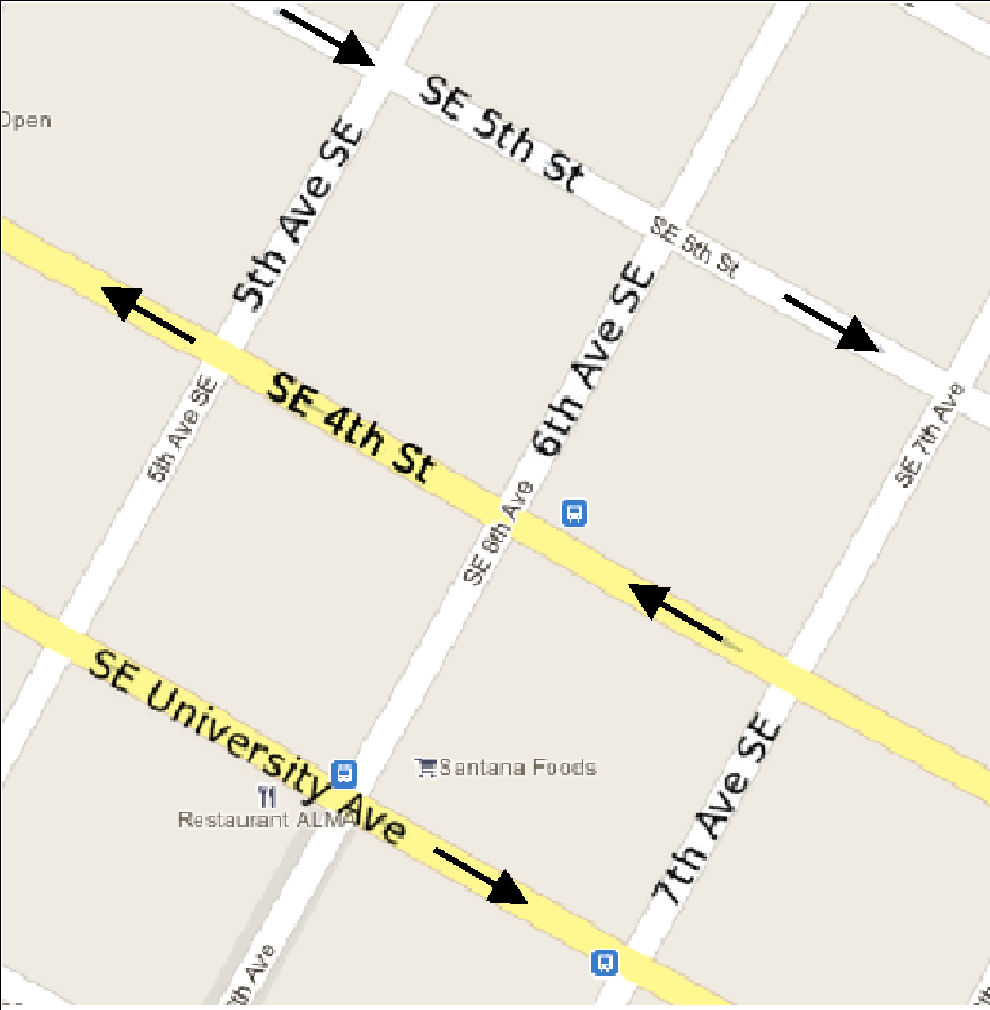 Open
SE 5th St
SE 5th St
5th Ave SE
6th Ave SE
SE 4th St
5th Ave SE
SE 7th Ave
SE 6th Ave
SE University Ave
Santana Foods
Restaurant ALMA
7th Ave SE
Ave